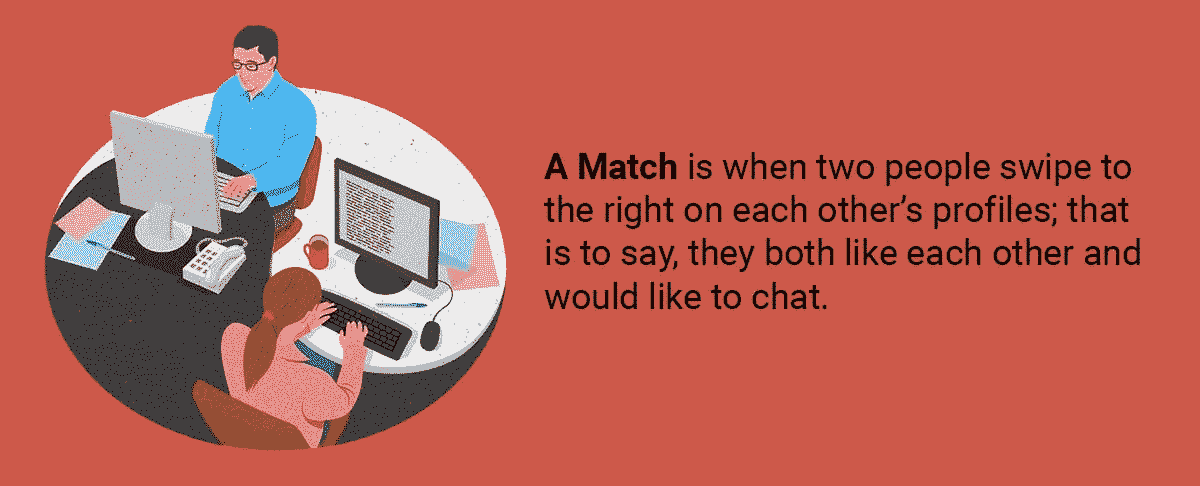 A Match is when two people swipe to
the right on each other’s profiles; that
is to say, they both like each other and
would like to chat.